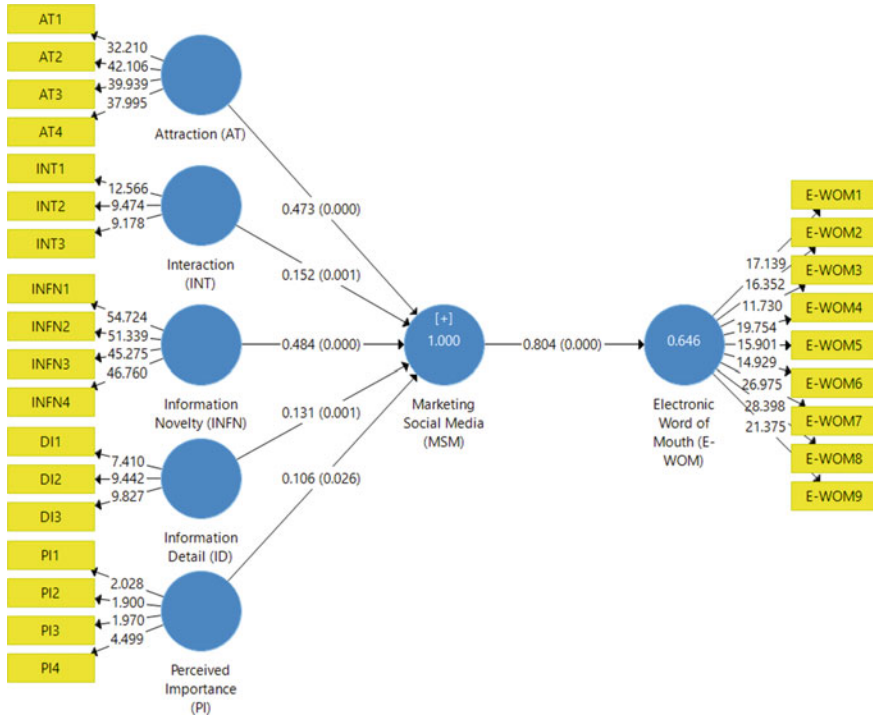 AT1
AT2
AT3
AT4
32.210
42.106
39.939
37.995
Attraction (AT)
INT1
INT2
INT3
12.566
9.474
9.178
Interaction
(INT)
INFN1
INFN2
INFN3
INFN4
54.724
51.339
45.275
46.760
Information
Novelty (INFN)
DI1
DI2
DI3
7.410
9.442
9.827
Information
Detail (ID)
PI1
PI2
PI3
PI4
2.028
1.900
1.970
4.499
Perceived
Importance
(PI)
0.473 (0.000)
0.152 (0.001)
0.484 (0.000)
0.131 (0.001)
0.106 (0.026)
[+]
1.000
Marketing
Social Media
(MSM)
0.804 (0.000)
0.646
Electronic
Word of
Mouth (E-
WOM)
17.139
16.352
11.730
19.754
15.901
14.929
26.975
28.398
21.375
E-WOM1
E-WOM2
E-WOM3
E-WOM4
E-WOM5
E-WOM6
E-WOM7
E-WOM8
E-WOM9